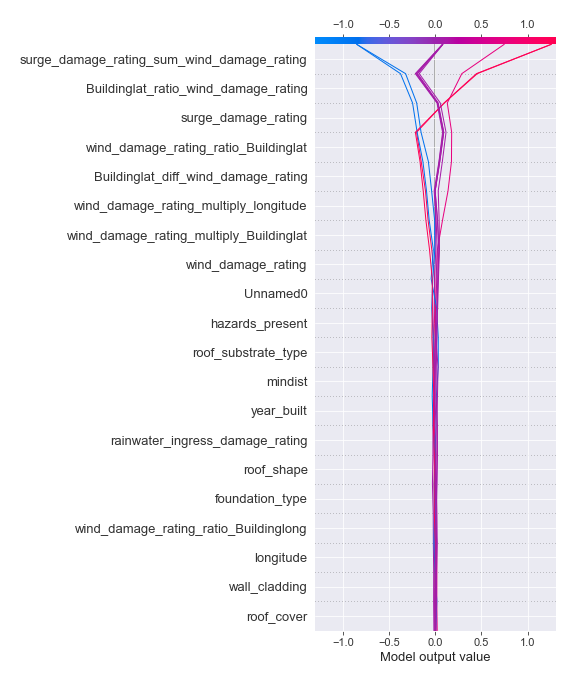 −1.0 −0.5 0.0 0.5 1.0
surge_damage_rating_sum_wind_damage_rating
Buildinglat_ratio_wind_damage_rating
surge_damage_rating
wind_damage_rating_ratio_Buildinglat
Buildinglat_diff_wind_damage_rating
wind_damage_rating_multiply_longitude
wind_damage_rating_multiply_Buildinglat
wind_damage_rating
Unnamed0
hazards_present
roof_substrate_type
mindist
year_built
rainwater_ingress_damage_rating
roof_shape
foundation_type
wind_damage_rating_ratio_Buildinglong
longitude
wall_cladding
roof_cover
−1.0 −0.5 0.0 0.5 1.0
Model output value